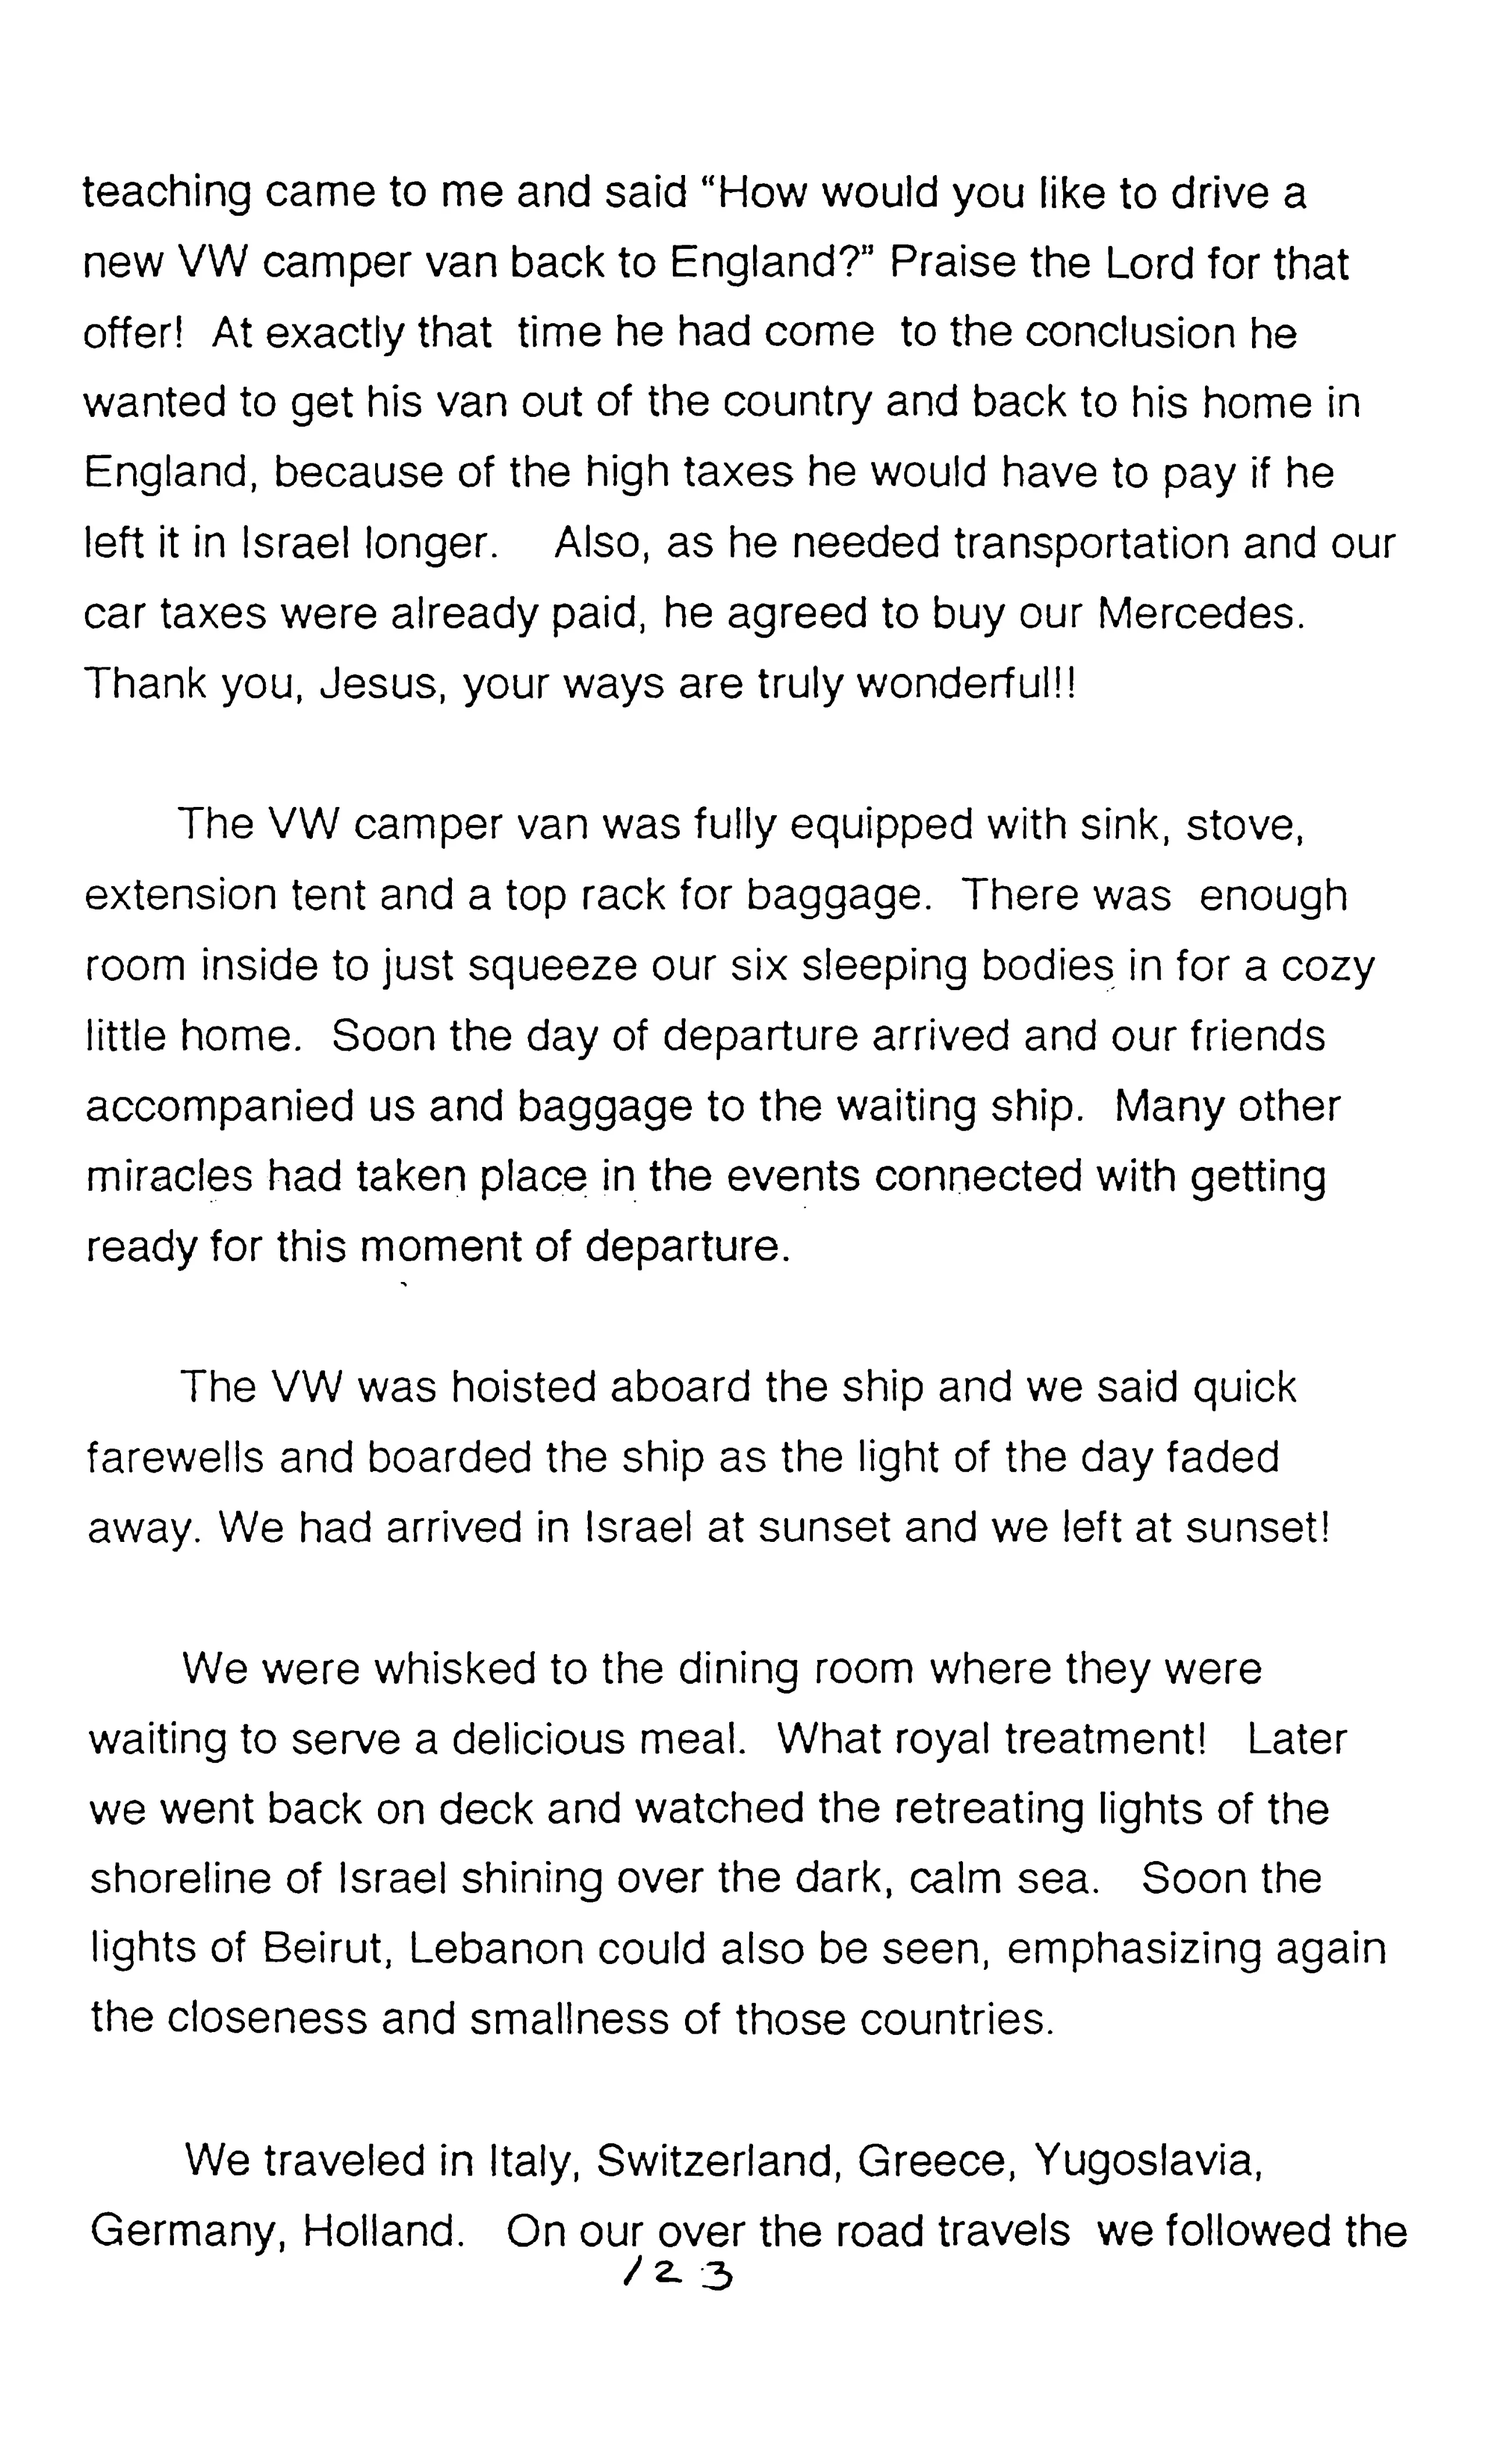 teaching came to me and said “How would you like to drive a
new VW camper van back to England?” Praise the Lord for that
offer! At exactly that time he had come to the conclusion he
wanted to get his van out of the country and back to his home in
England, because of the high taxes he would have to pay if he
left it in Israel longer. Also, as he needed transportation and our
car taxes were already paid, he agreed to buy our Mercedes.
Thank you, Jesus, your ways are truly wonderful!!
The VW camper van was fully equipped with sink, stove,
extension tent and a top rack for baggage. There was enough
room inside to just squeeze our six sleeping bodies in for a cozy
little home. Soon the day of departure arrived and our friends
accompanied us and baggage to the waiting ship. Many other
miracles had taken place in the events connected with getting
ready for this moment of departure.
The VW was hoisted aboard the ship and we said quick
farewells and boarded the ship as the light of the day faded
away. We had arrived in Israel at sunset and we left at sunset!
We were whisked to the dining room where they were
waiting to serve a delicious meal. What royal treatment! Later
we went back on deck and watched the retreating lights of the
shoreline of Israel shining over the dark, calm sea. Soon the
lights of Beirut, Lebanon could also be seen, emphasizing again
the closeness and smallness of those countries.
We traveled in Italy, Switzerland, Greece, Yugoslavia,
Germany, Holland. On our over the road travels we followed the
123